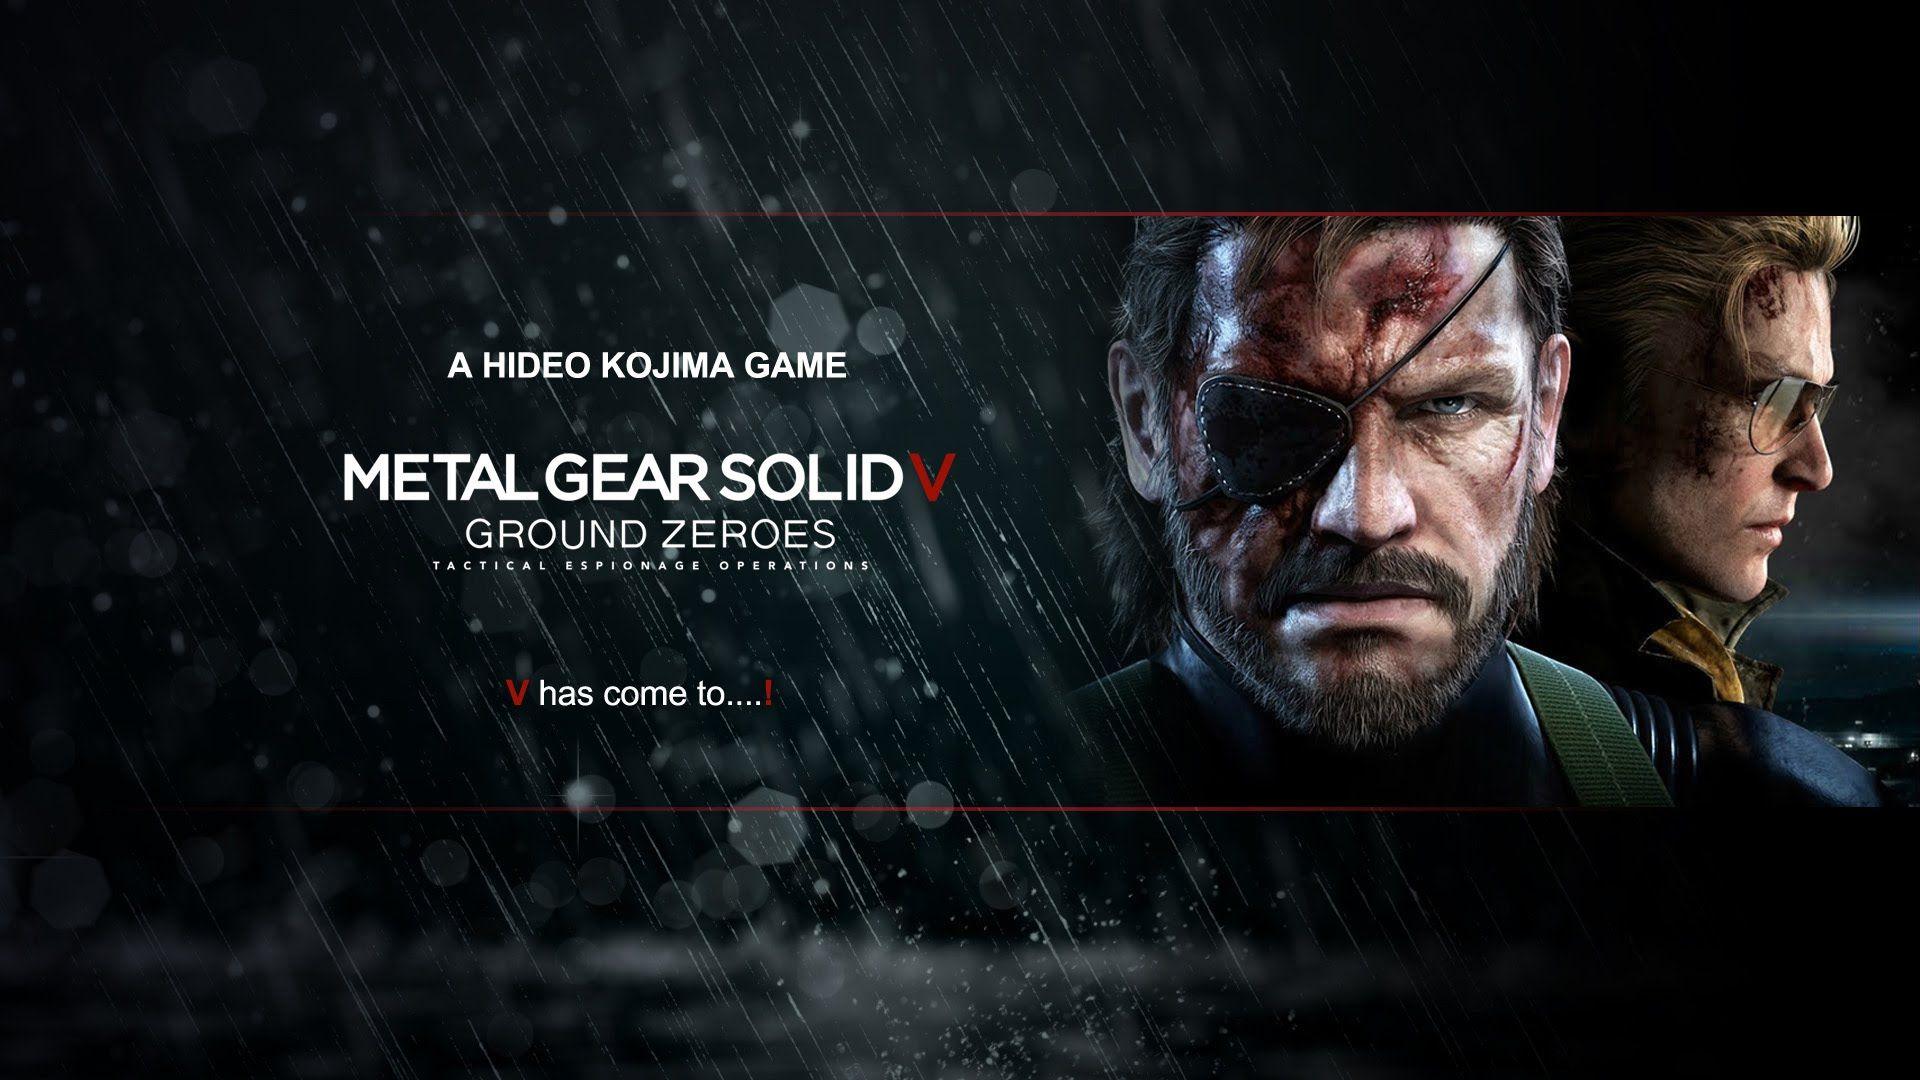 A HIDEO KOJIMA GAME
METAL GEAR SOLID V
GROUND ZEROES
TACTICAL ESPIONAGE OPERATIONS
V has come to....!